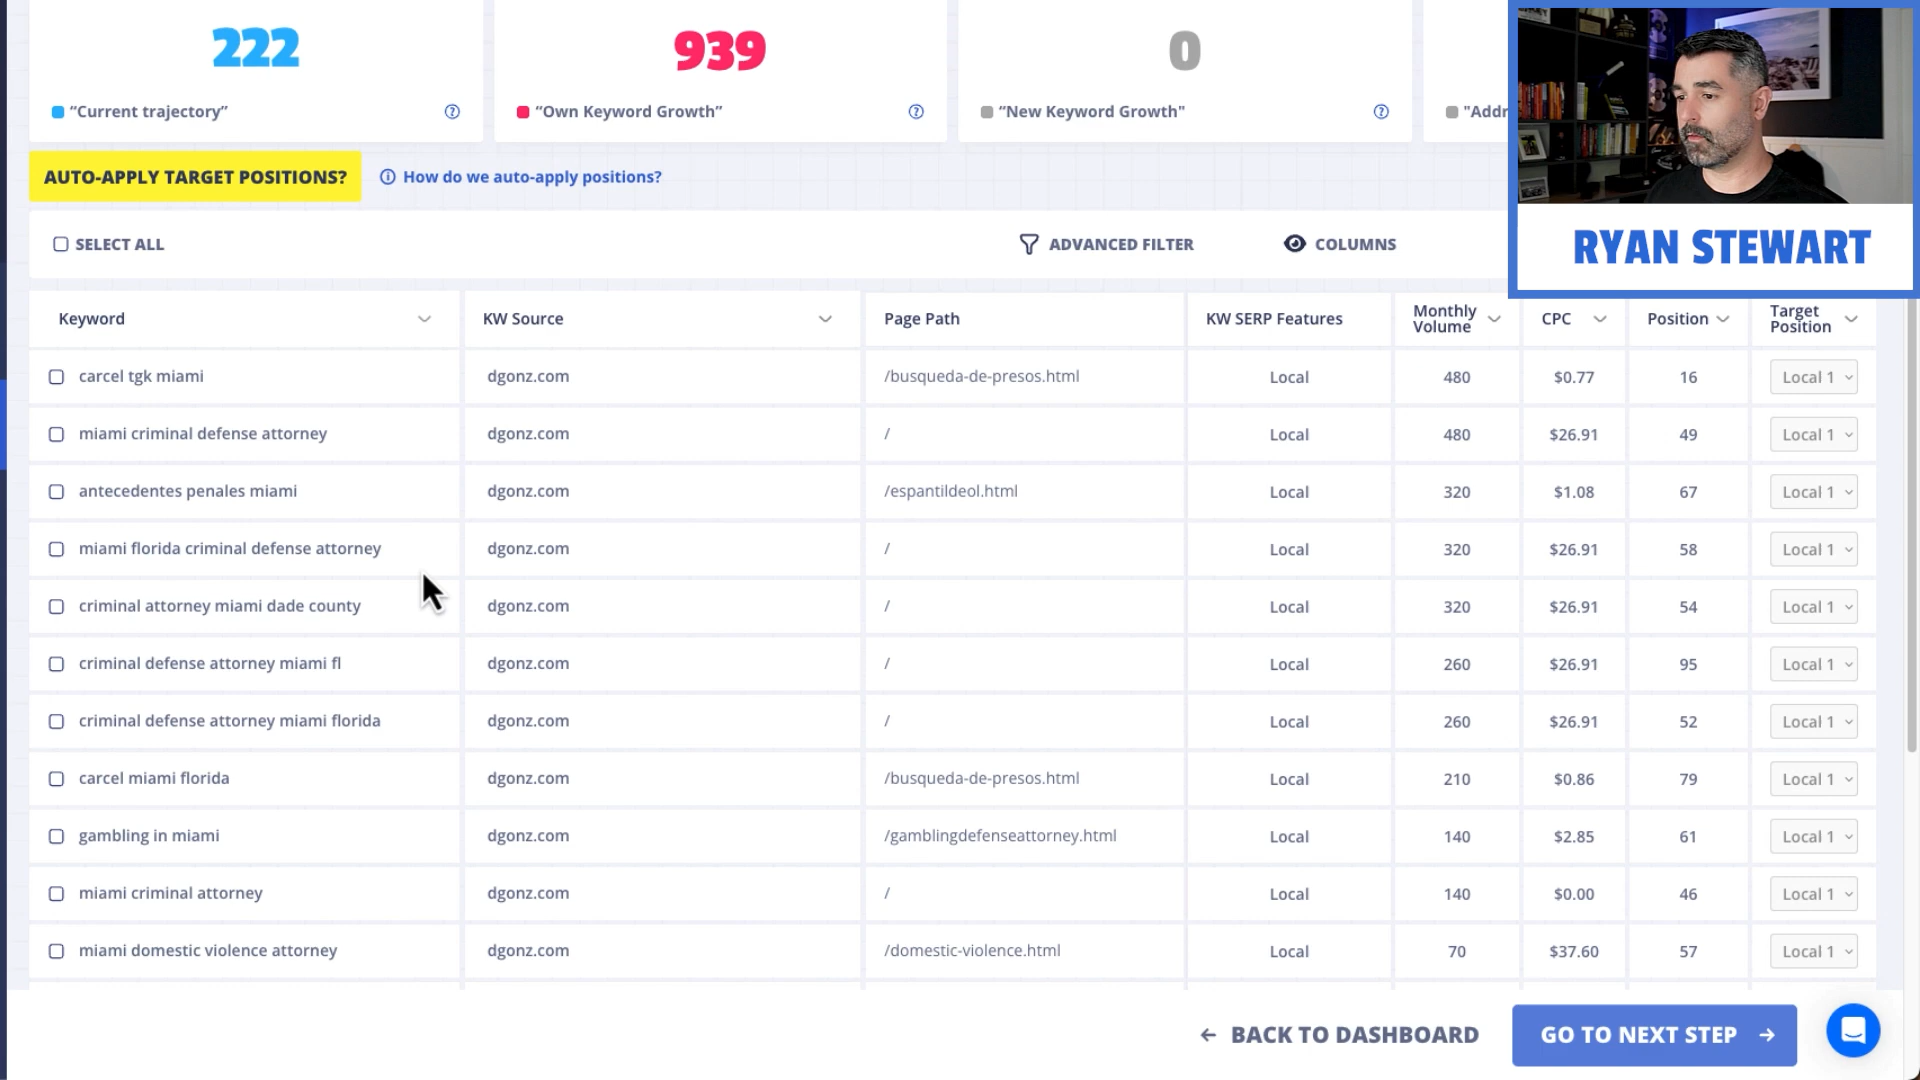 222
939
0
"Current trajectory"
"Own Keyword Growth"
"New Keyword Growth"
"Addr
RYAN STEWART
AUTO-APPLY TARGET POSITIONS?
How do we auto-apply positions?
SELECT ALL
ADVANCED FILTER
COLUMNS
Keyword KW Source Page Path KW SERP Features Monthly Volume CPC Position Target Position
carcel tgk miami dgonz.com /busqueda-de-presos.html Local 480 $0.77 16 Local 1
miami criminal defense attorney dgonz.com / Local 480 $26.91 49 Local 1
antecedentes penales miami dgonz.com /espantildeol.html Local 320 $1.08 67 Local 1
miami florida criminal defense attorney dgonz.com / Local 320 $26.91 58 Local 1
criminal attorney miami dade county dgonz.com / Local 320 $26.91 54 Local 1
criminal defense attorney miami fl dgonz.com / Local 260 $26.91 95 Local 1
criminal defense attorney miami florida dgonz.com / Local 260 $26.91 52 Local 1
carcel miami florida dgonz.com /busqueda-de-presos.html Local 210 $0.86 79 Local 1
gambling in miami dgonz.com /gamblingdefenseattorney.html Local 140 $2.85 61 Local 1
miami criminal attorney dgonz.com / Local 140 $0.00 46 Local 1
miami domestic violence attorney dgonz.com /domestic-violence.html Local 70 $37.60 57 Local 1
← BACK TO DASHBOARD
GO TO NEXT STEP →